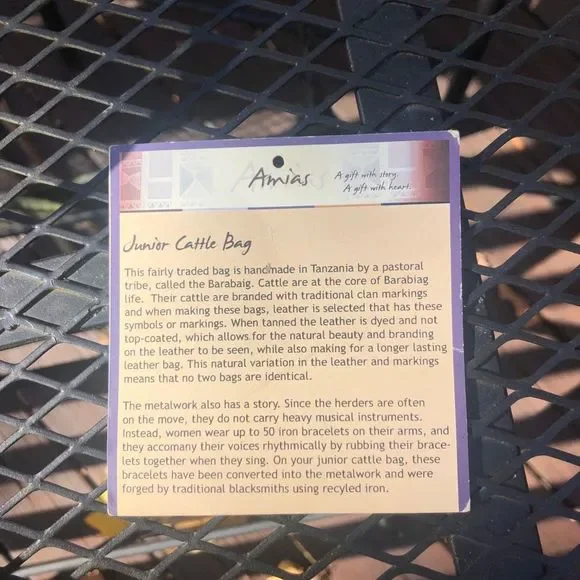 Amias
A gift with story.
A gift with heart.
Junior Cattle Bag
This fairly traded bag is handmade in Tanzania by a pastoral
tribe, called the Barabaig. Cattle are at the core of Barabiag
life. Their cattle are branded with traditional clan markings
and when making these bags, leather is selected that has these
symbols or markings. When tanned the leather is dyed and not
top-coated, which allows for the natural beauty and branding
on the leather to be seen, while also making for a longer lasting
leather bag. This natural variation in the leather and markings
means that no two bags are identical.
The metalwork also has a story. Since the herders are often
on the move, they do not carry heavy musical instruments.
Instead, women wear up to 50 iron bracelets on their arms, and
they accomany their voices rhythmically by rubbing their brace-
lets together when they sing. On your junior cattle bag, these
bracelets have been converted into the metalwork and were
forged by traditional blacksmiths using recyled iron.